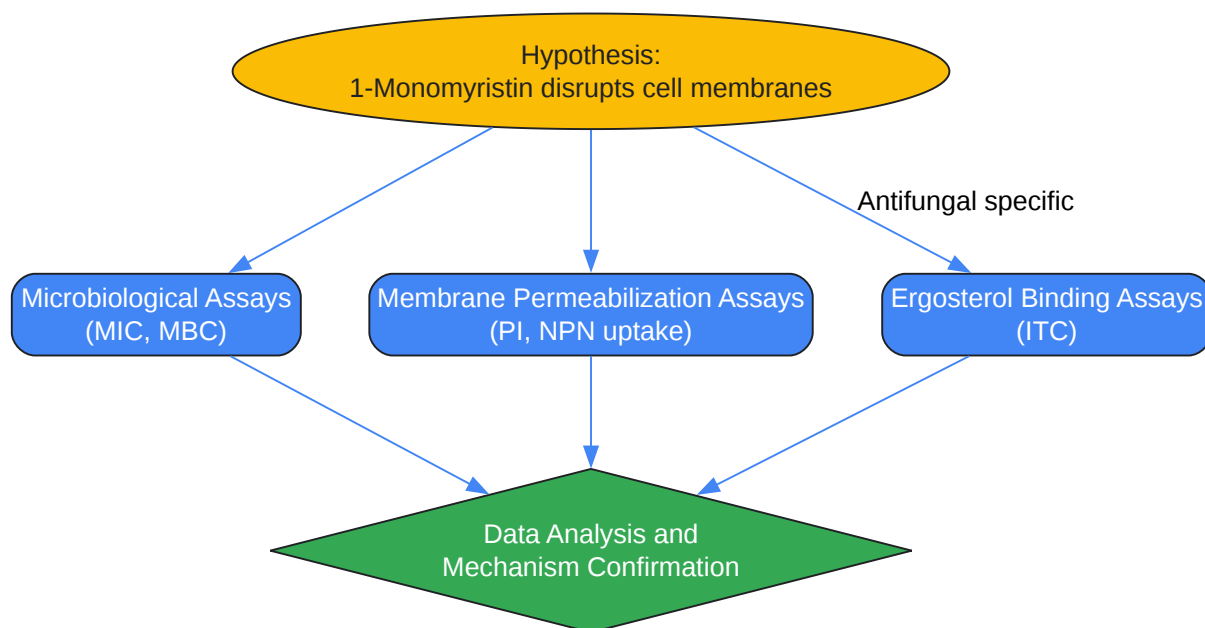 Hypothesis:
1-Monomyristin disrupts cell membranes
Antifungal specific
Microbiological Assays
(MIC, MBC)
Membrane Permeabilization Assays
(PI, NPN uptake)
Ergosterol Binding Assays
(ITC)
Data Analysis and
Mechanism Confirmation